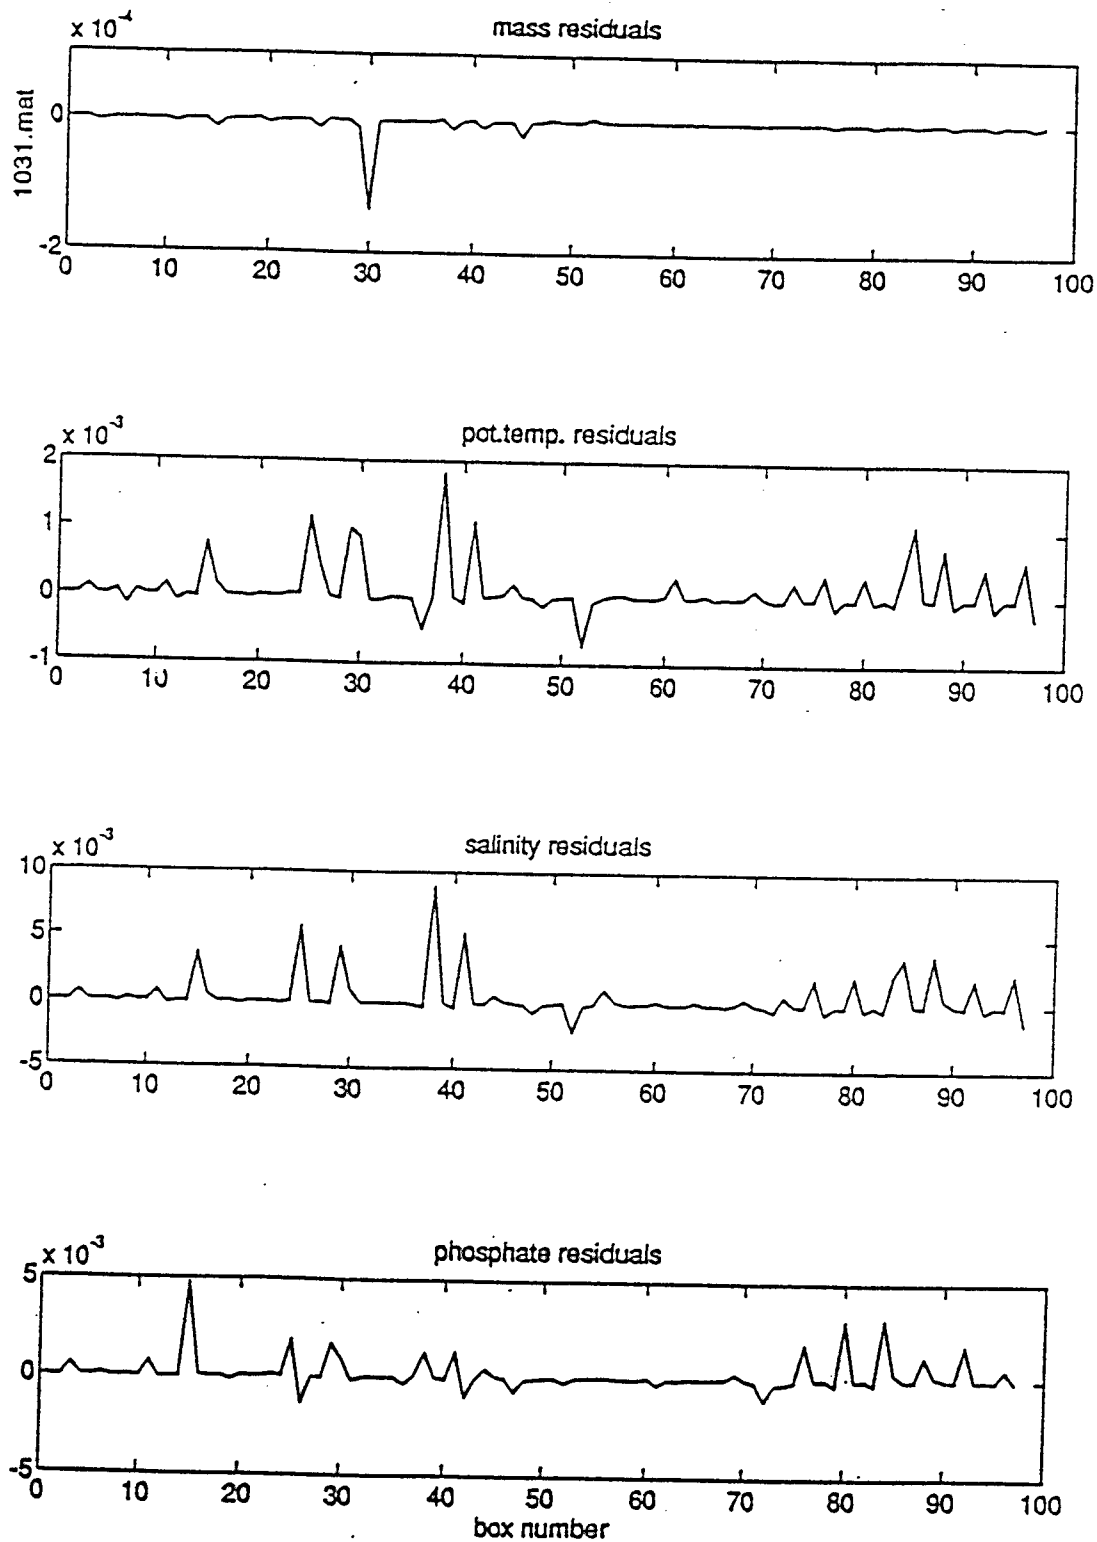 x 10⁻⁴
mass residuals
1031.mat
0
-2
0 10 20 30 40 50 60 70 80 90 100
x 10⁻³
pot.temp. residuals
2
1
0
-1
0 10 20 30 40 50 60 70 80 90 100
x 10⁻³
salinity residuals
10
5
0
-5
0 10 20 30 40 50 60 70 80 90 100
x 10⁻³
phosphate residuals
5
0
-5
0 10 20 30 40 50 60 70 80 90 100
box number